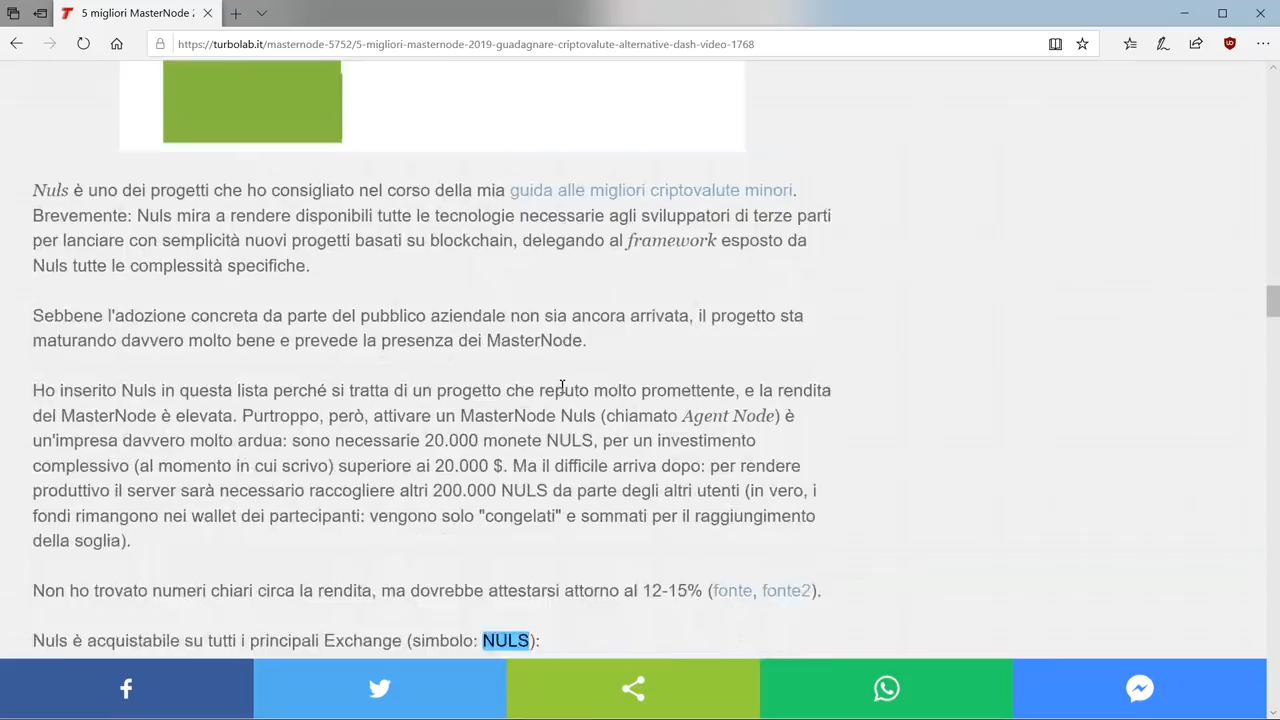 5 migliori MasterNode 2
https://turbolab.it/masternode-5752/5-migliori-masternode-2019-guadagnare-criptovalute-alternative-dash-video-1768
Nuls è uno dei progetti che ho consigliato nel corso della mia guida alle migliori criptovalute minori.
Brevemente: Nuls mira a rendere disponibili tutte le tecnologie necessarie agli sviluppatori di terze parti
per lanciare con semplicità nuovi progetti basati su blockchain, delegando al framework esposto da
Nuls tutte le complessità specifiche.
Sebbene l'adozione concreta da parte del pubblico aziendale non sia ancora arrivata, il progetto sta
maturando davvero molto bene e prevede la presenza dei MasterNode.
Ho inserito Nuls in questa lista perché si tratta di un progetto che reputo molto promettente, e la rendita
del MasterNode è elevata. Purtroppo, però, attivare un MasterNode Nuls (chiamato Agent Node) è
un'impresa davvero molto ardua: sono necessarie 20.000 monete NULS, per un investimento
complessivo (al momento in cui scrivo) superiore ai 20.000 $. Ma il difficile arriva dopo: per rendere
produttivo il server sarà necessario raccogliere altri 200.000 NULS da parte degli altri utenti (in vero, i
fondi rimangono nei wallet dei partecipanti: vengono solo "congelati" e sommati per il raggiungimento
della soglia).
Non ho trovato numeri chiari circa la rendita, ma dovrebbe attestarsi attorno al 12-15% (fonte, fonte2).
Nuls è acquistabile su tutti i principali Exchange (simbolo: NULS):